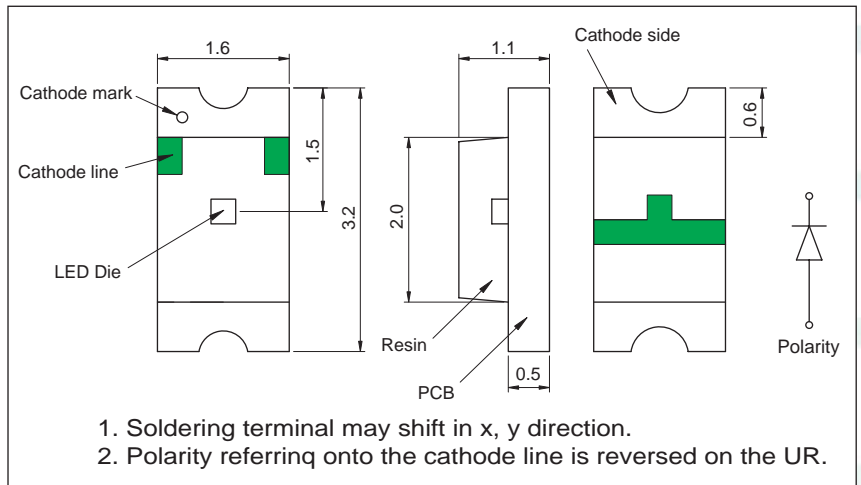 1.6
1.1
Cathode side
Cathode mark
0.6
1.5
Cathode line
3.2
2.0
LED Die
Resin
Polarity
PCB
0.5
1. Soldering terminal may shift in x, y direction.
2. Polarity referrinq onto the cathode line is reversed on the UR.